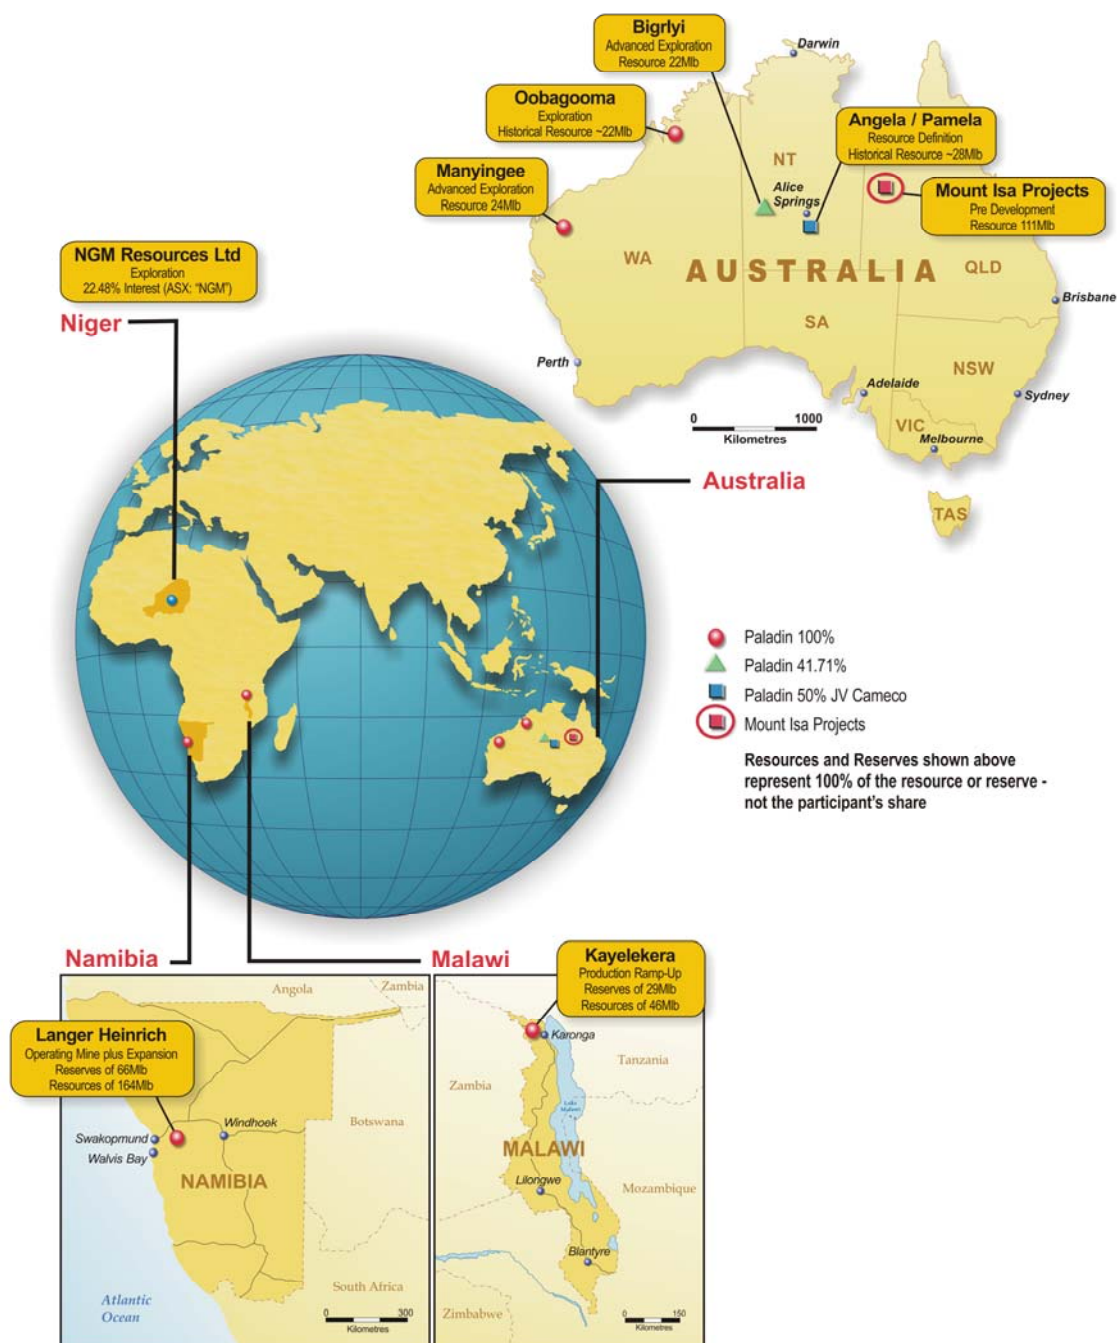 Bigrlyi
Advanced Exploration
Resource 22Mlb
Darwin
Oobagooma
Exploration
Historical Resource ~22Mlb
Angela / Pamela
Resource Definition
Historical Resource ~28Mlb
NT
Manyingee
Advanced Exploration
Resource 24Mlb
Alice
Springs
Mount Isa Projects
Pre Development
Resource 111Mlb
WA
AUSTRALIA
QLD
Brisbane
SA
Perth
NSW
Adelaide
Sydney
VIC
Melbourne
0 1000
Kilometres
TAS
NGM Resources Ltd
Exploration
22.48% Interest (ASX: “NGM”)
Niger
Australia
Paladin 100%
Paladin 41.71%
Paladin 50% JV Cameco
Mount Isa Projects
Resources and Reserves shown above
represent 100% of the resource or reserve -
not the participant’s share
Namibia
Angola
Zambia
Langer Heinrich
Operating Mine plus Expansion
Reserves of 66Mlb
Resources of 164Mlb
Botswana
Windhoek
Swakopmund
Walvis Bay
NAMIBIA
South Africa
Atlantic
Ocean
0 300
Kilometres
Malawi
Kayelekera
Production Ramp-Up
Reserves of 29Mlb
Resources of 46Mlb
Karonga
Tanzania
Zambia
Lake
Malawi
MALAWI
Lilongwe
Mozambique
Blantyre
Zimbabwe
0 150
Kilometres